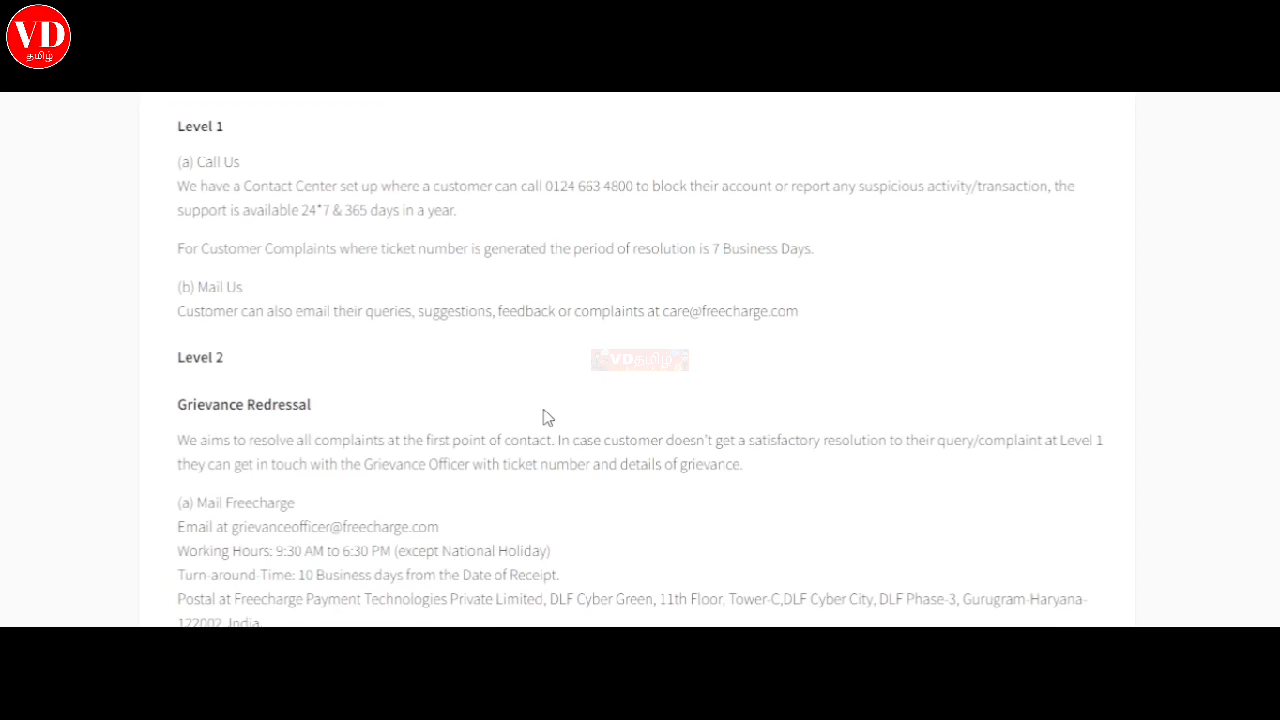 VD
தமிழ்
Level 1
(a) Call Us
We have a Contact Center set up where a customer can call 0124 663 4800 to block their account or report any suspicious activity/transaction, the
support is available 24*7 & 365 days in a year.
For Customer Complaints where ticket number is generated the period of resolution is 7 Business Days.
(b) Mail Us
Customer can also email their queries, suggestions, feedback or complaints at care@freecharge.com
Level 2
VDதமிழ்
Grievance Redressal
We aims to resolve all complaints at the first point of contact. In case customer doesn't get a satisfactory resolution to their query/complaint at Level 1
they can get in touch with the Grievance Officer with ticket number and details of grievance.
(a) Mail Freecharge
Email at grievanceofficer@freecharge.com
Working Hours: 9:30 AM to 6:30 PM (except National Holiday)
Turn-around-Time: 10 Business days from the Date of Receipt.
Postal at Freecharge Payment Technologies Private Limited, DLF Cyber Green, 11th Floor, Tower-C,DLF Cyber City, DLF Phase-3, Gurugram-Haryana-
122002, India.